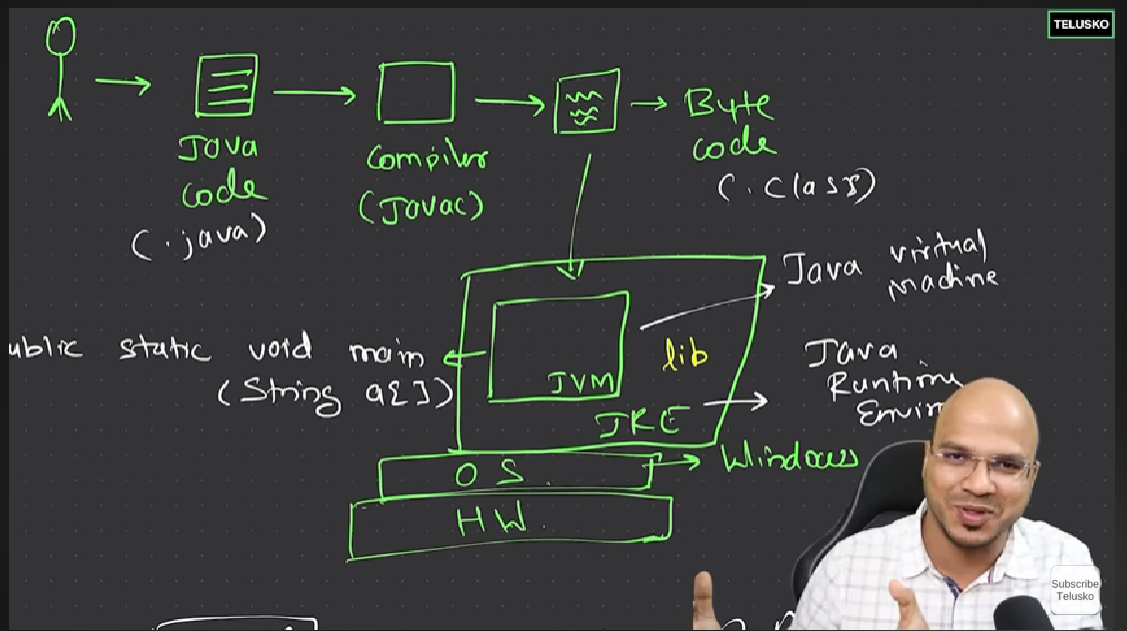 TELUSKO
Java
code
(.java)
Compiler
(Javac)
Byte
code
(.class)
Java virtual
machine
ublic static void main
(String a[])
JVM
lib
JRE
Java
Runtime
Envir
OS.
Windows
HW.
Subscribe
Telusko